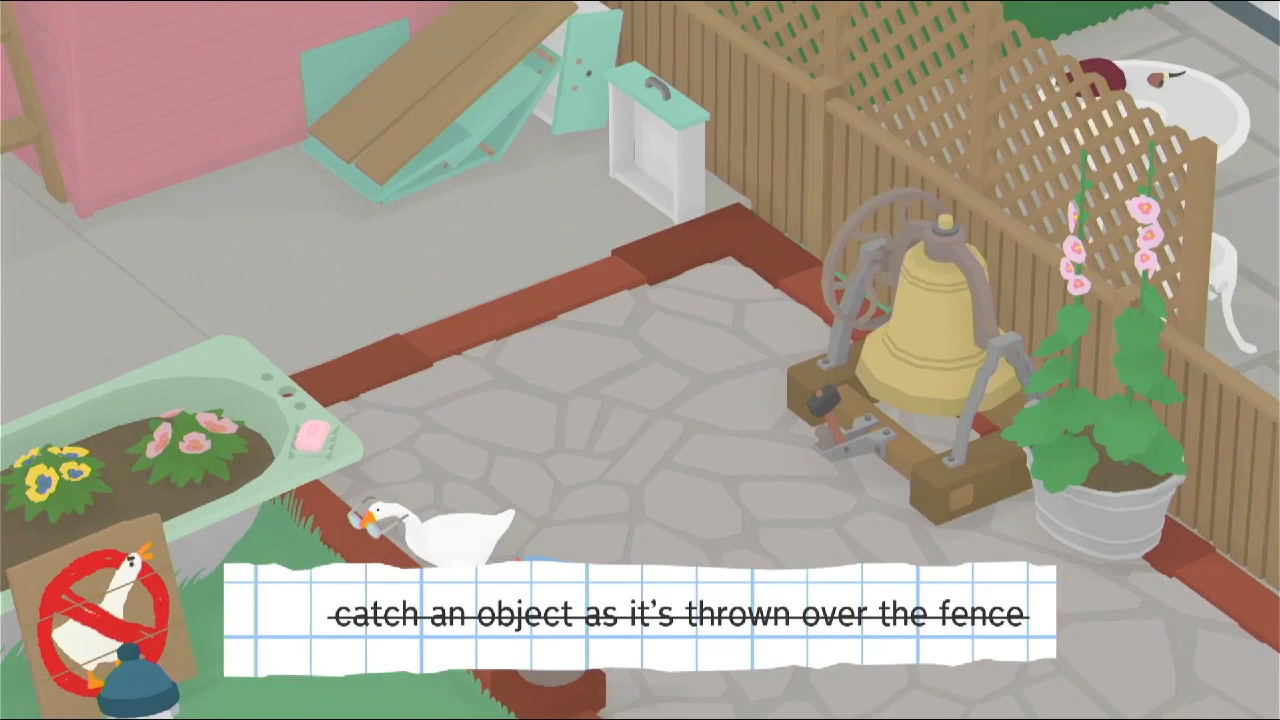 catch an object as it's thrown over the fence